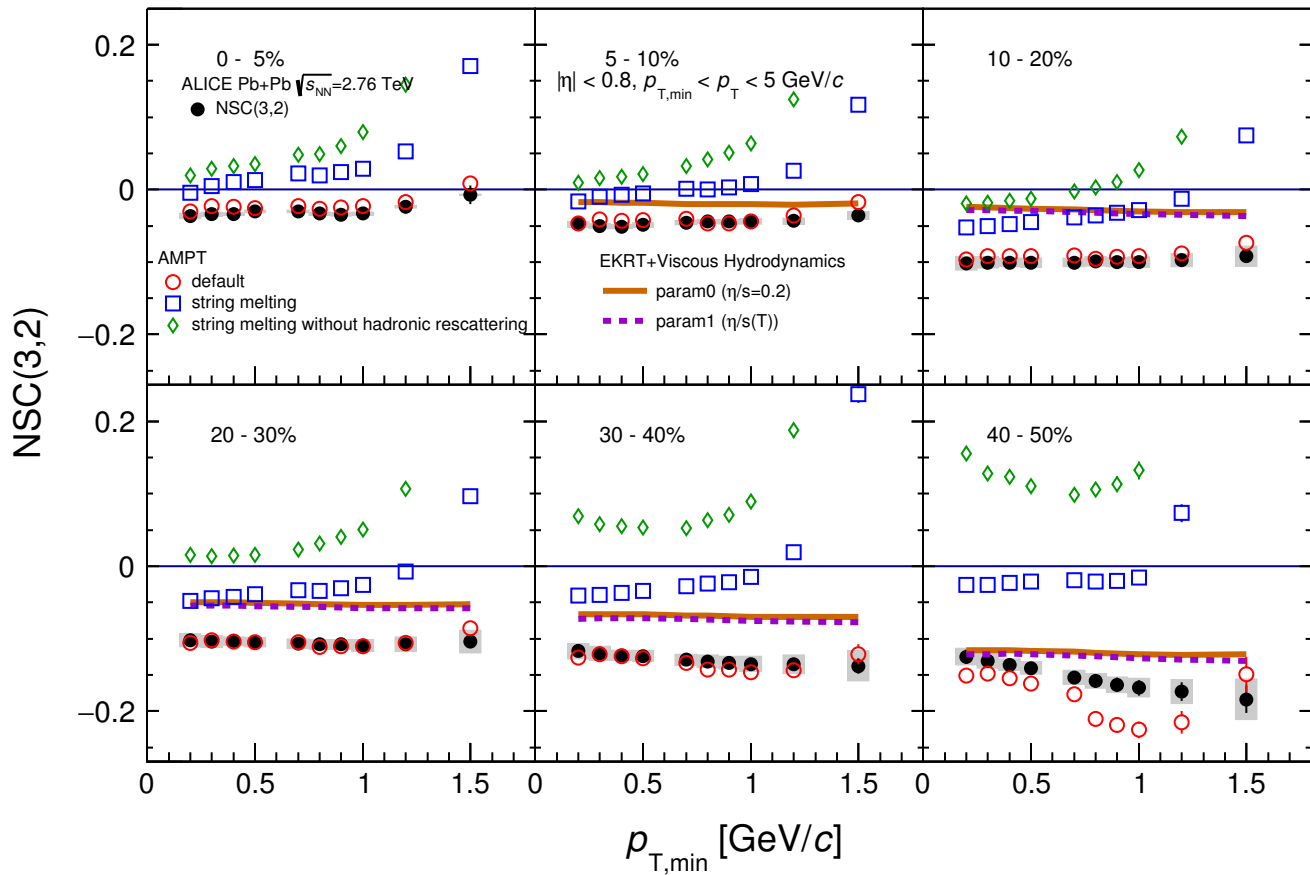 NSC(3,2)
0 - 5%
ALICE Pb+Pb √sNN=2.76 TeV
NSC(3,2)
AMPT
default
string melting
string melting without hadronic rescattering
5 - 10%
|η| < 0.8, pT,min < pT < 5 GeV/c
EKRT+Viscous Hydrodynamics
param0 (η/s=0.2)
param1 (η/s(T))
10 - 20%
0.2
0
−0.2
20 - 30%
30 - 40%
40 - 50%
0.2
0
−0.2
0 0.5 1 1.5 0 0.5 1 1.5 0 0.5 1 1.5
pT,min [GeV/c]